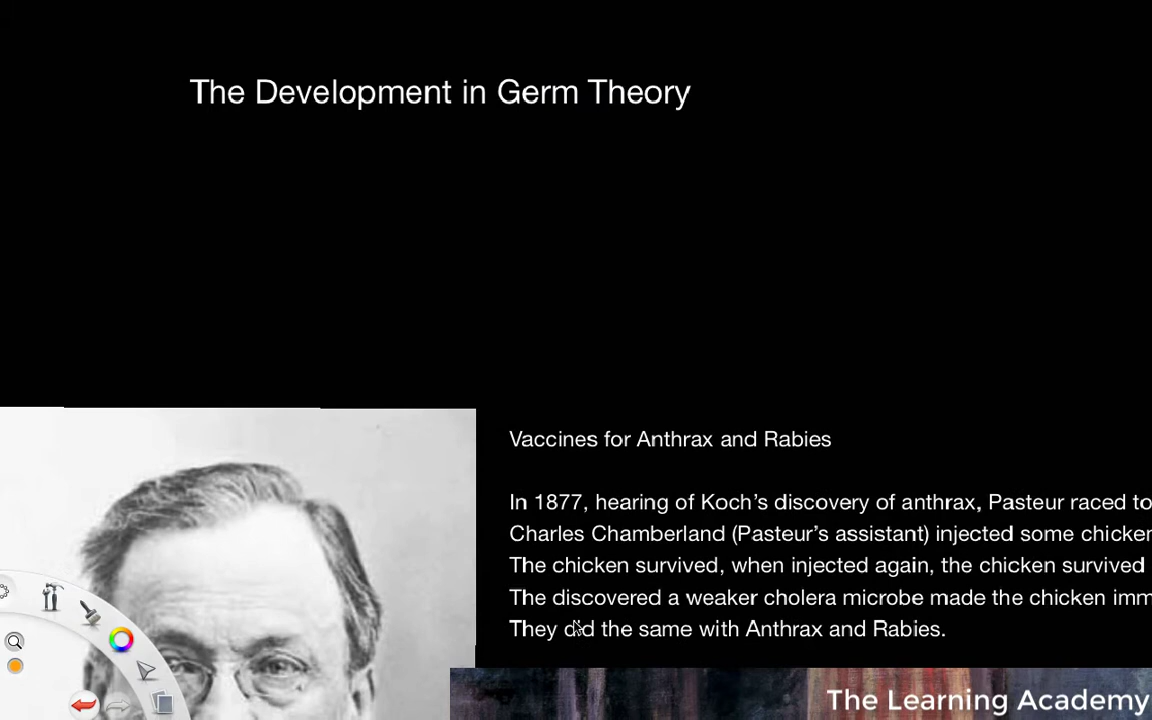 The Development in Germ Theory
Vaccines for Anthrax and Rabies
In 1877, hearing of Koch's discovery of anthrax, Pasteur raced to
Charles Chamberland (Pasteur's assistant) injected some chicken
The chicken survived, when injected again, the chicken survived
The discovered a weaker cholera microbe made the chicken imm
They did the same with Anthrax and Rabies.
The Learning Academy